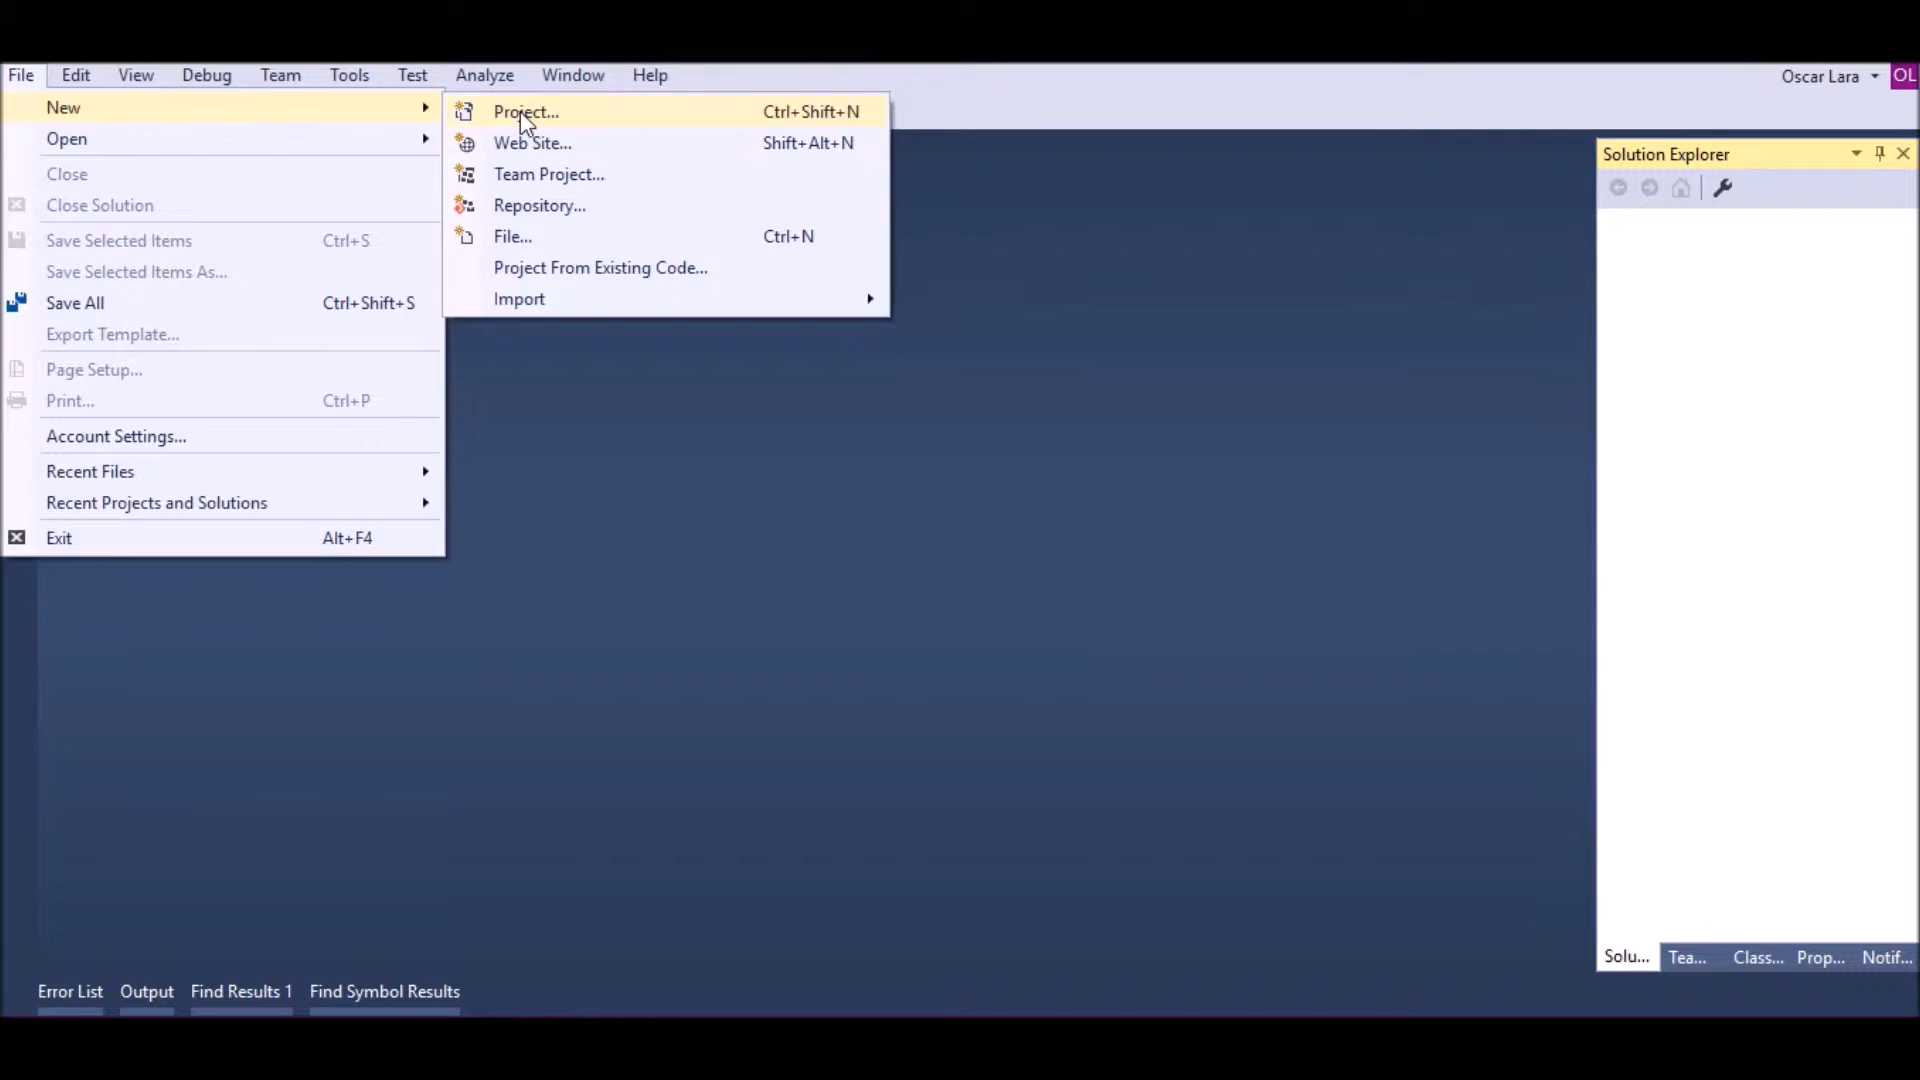 File Edit View Debug Team Tools Test Analyze Window Help Oscar Lara OL
New
Open
Close
Close Solution
Save Selected Items Ctrl+S
Save Selected Items As...
Save All Ctrl+Shift+S
Export Template...
Page Setup...
Print... Ctrl+P
Account Settings...
Recent Files
Recent Projects and Solutions
Exit Alt+F4
Project... Ctrl+Shift+N
Web Site... Shift+Alt+N
Team Project...
Repository...
File... Ctrl+N
Project From Existing Code...
Import
Solution Explorer
Solu... Tea... Class... Prop... Notif...
Error List Output Find Results 1 Find Symbol Results